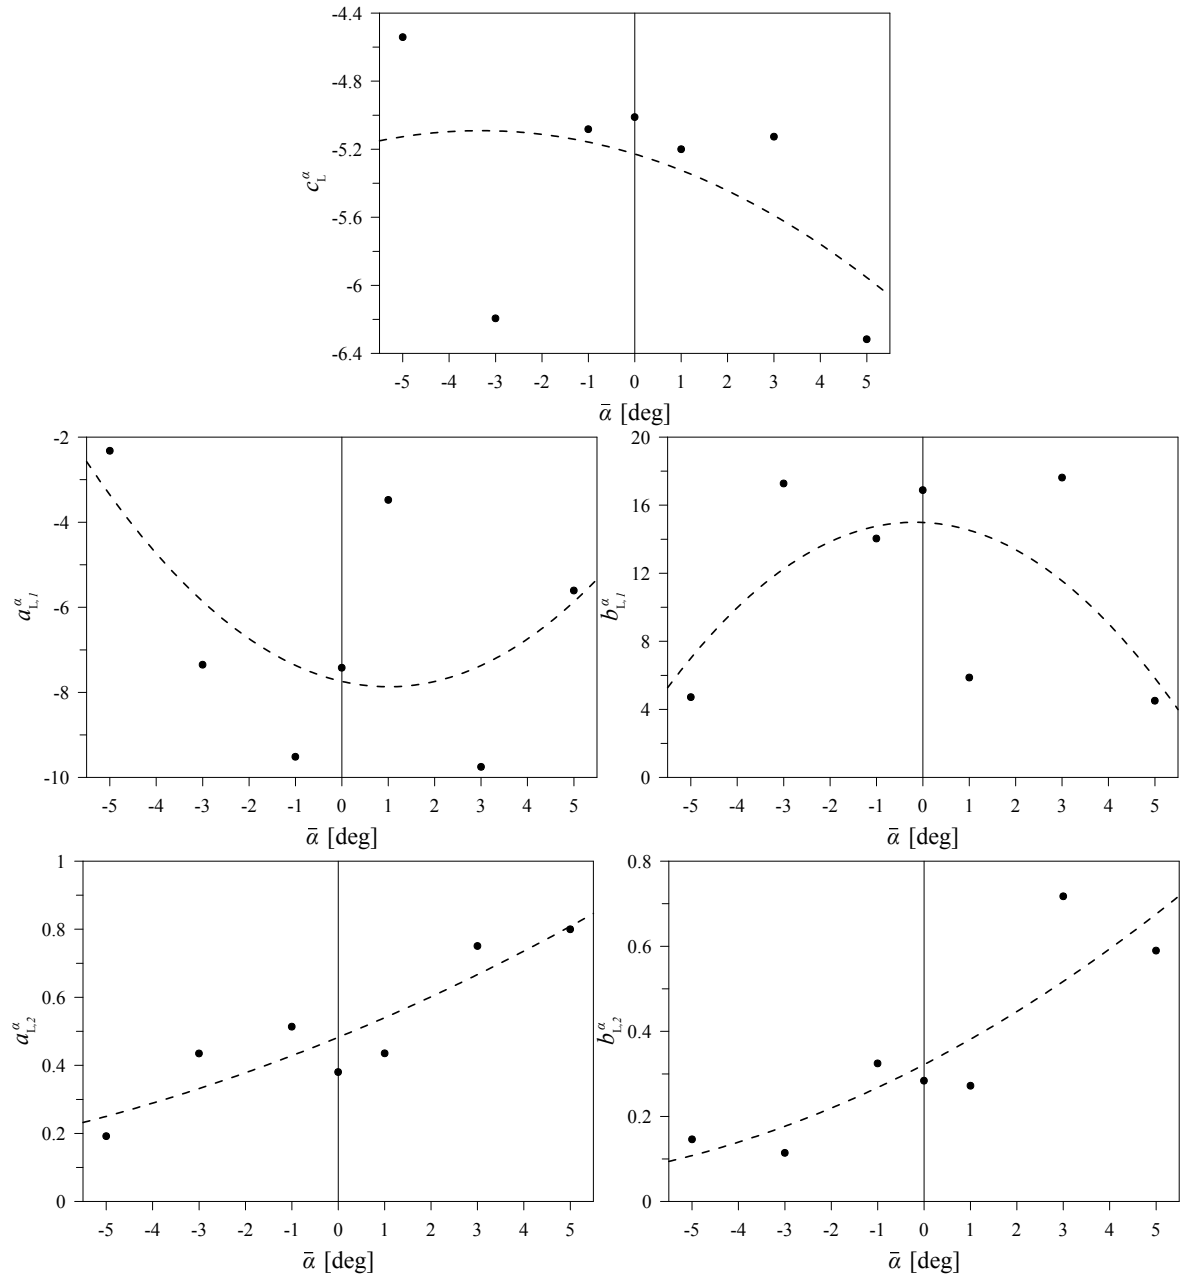 -4.4
-4.8
-5.2
-5.6
-6
-6.4
c_L^α
-5 -4 -3 -2 -1 0 1 2 3 4 5
ᾱ [deg]
-2
-4
-6
-8
-10
a_{L,1}^α
-5 -4 -3 -2 -1 0 1 2 3 4 5
ᾱ [deg]
20
16
12
8
4
0
b_{L,1}^α
-5 -4 -3 -2 -1 0 1 2 3 4 5
ᾱ [deg]
1
0.8
0.6
0.4
0.2
0
a_{L,2}^α
-5 -4 -3 -2 -1 0 1 2 3 4 5
ᾱ [deg]
0.8
0.6
0.4
0.2
0
b_{L,2}^α
-5 -4 -3 -2 -1 0 1 2 3 4 5
ᾱ [deg]